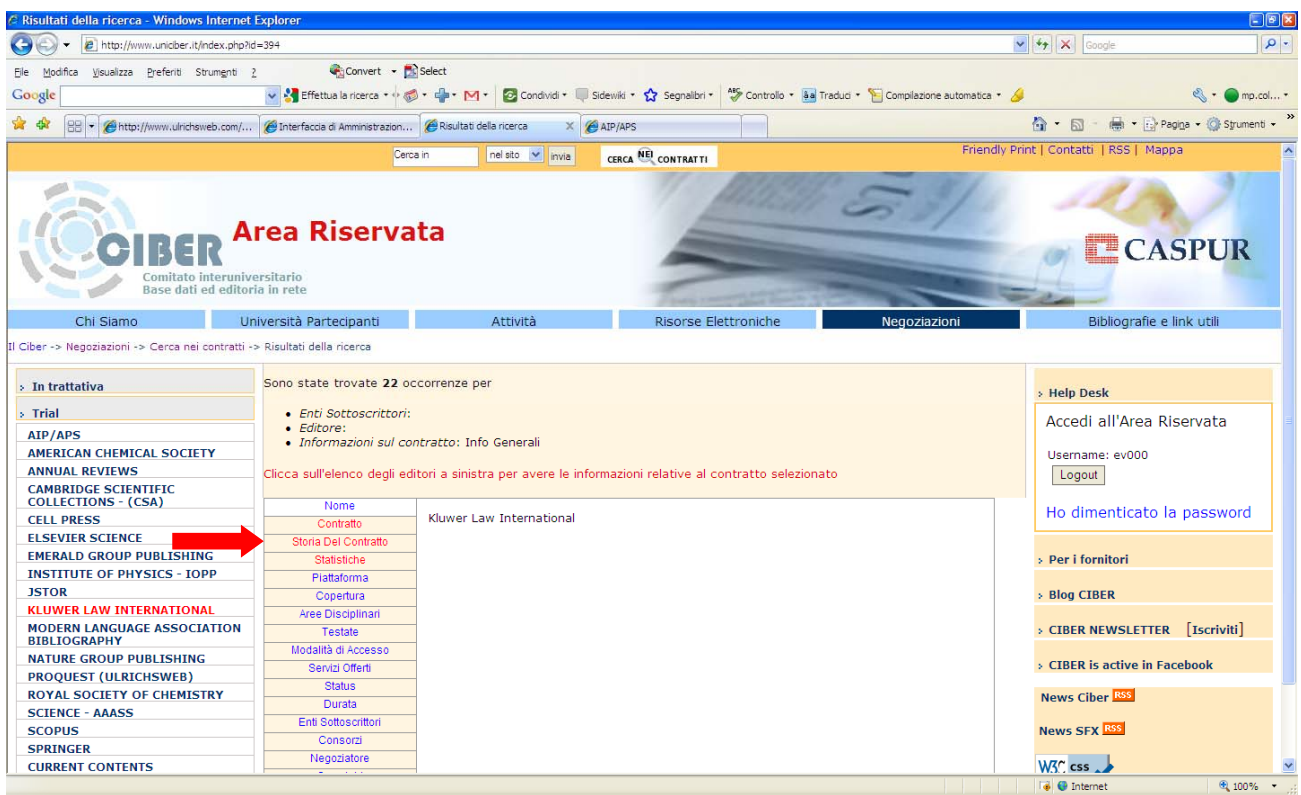 Risultati della ricerca - Windows Internet Explorer
http://www.uniciber.it/index.php?id=394
Google
File Modifica Visualizza Preferiti Strumenti ? Convert Select
Google Effettua la ricerca Condividi Sidewiki Segnalibri Controllo Traduci Compilazione automatica mp.col...
http://www.ulrichsweb.com/... Interfaccia di Amministrazion... Risultati della ricerca X AIP/APS Pagina Strumenti »
Cerca in nel sito invia CERCA NEI CONTRATTI Friendly Print | Contatti | RSS | Mappa
CIBER
Comitato interuniversitario
Base dati ed editoria in rete
Area Riservata
CASPUR
Chi Siamo Università Partecipanti Attività Risorse Elettroniche Negoziazioni Bibliografie e link utili
Il Ciber -> Negoziazioni -> Cerca nei contratti -> Risultati della ricerca
In trattativa
Trial
AIP/APS
AMERICAN CHEMICAL SOCIETY
ANNUAL REVIEWS
CAMBRIDGE SCIENTIFIC
COLLECTIONS - (CSA)
CELL PRESS
ELSEVIER SCIENCE
EMERALD GROUP PUBLISHING
INSTITUTE OF PHYSICS - IOPP
JSTOR
KLUWER LAW INTERNATIONAL
MODERN LANGUAGE ASSOCIATION
BIBLIOGRAPHY
NATURE GROUP PUBLISHING
PROQUEST (ULRICHSWEB)
ROYAL SOCIETY OF CHEMISTRY
SCIENCE - AAASS
SCOPUS
SPRINGER
CURRENT CONTENTS
Sono state trovate 22 occorrenze per
• Enti Sottoscrittori:
• Editore:
• Informazioni sul contratto: Info Generali
Clicca sull'elenco degli editori a sinistra per avere le informazioni relative al contratto selezionato
Nome
Contratto
Storia Del Contratto
Statistiche
Piattaforma
Copertura
Aree Disciplinari
Testate
Modalità di Accesso
Servizi Offerti
Status
Durata
Enti Sottoscrittori
Consorzi
Negoziatore
Kluwer Law International
Help Desk
Accedi all'Area Riservata
Username: ev000
Logout
Ho dimenticato la password
Per i fornitori
Blog CIBER
CIBER NEWSLETTER [Iscriviti]
CIBER is active in Facebook
News Ciber RSS
News SFX RSS
W3C css
Internet 100%